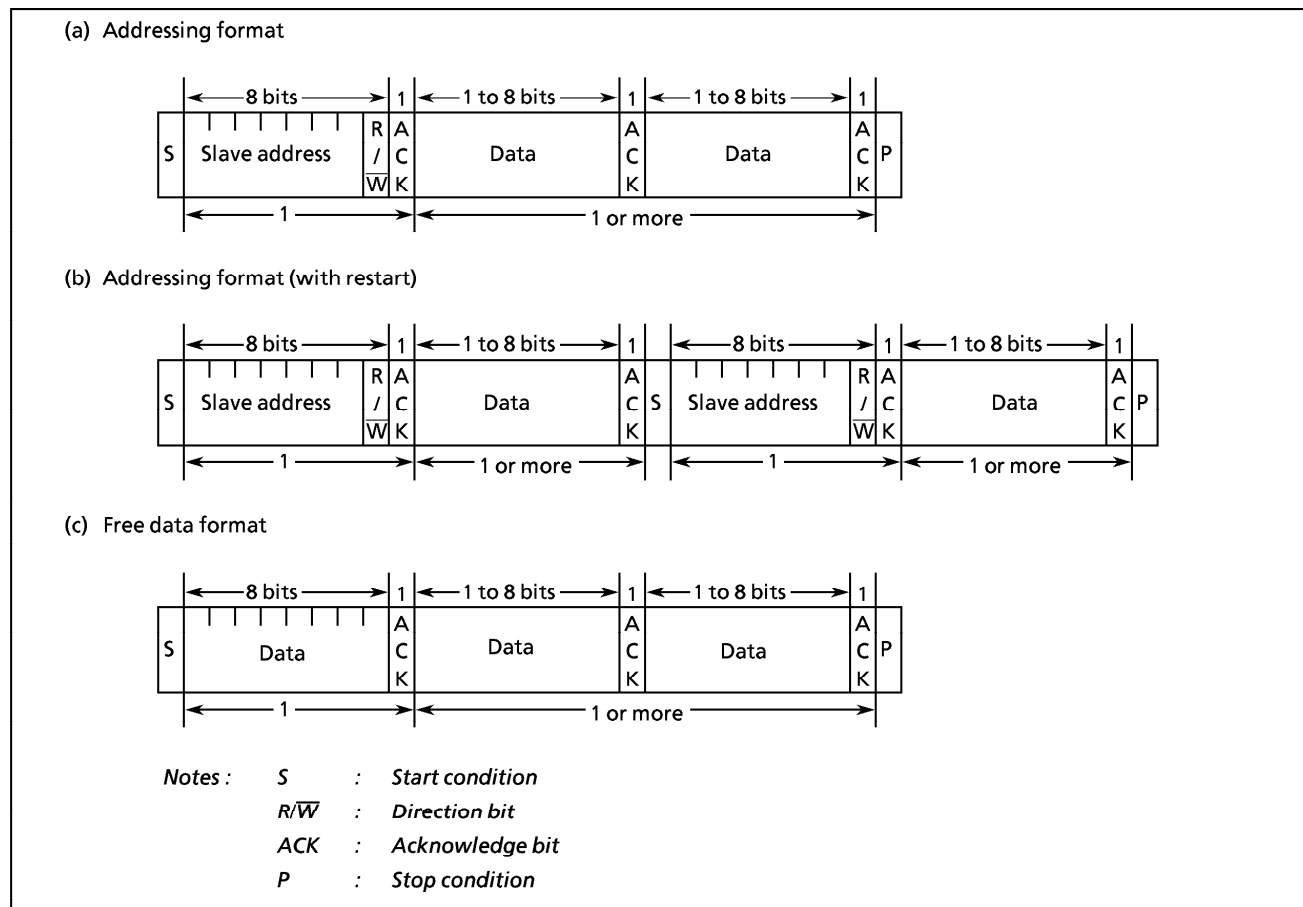 (a) Addressing format
8 bits 1 1 to 8 bits 1 1 to 8 bits 1
S Slave address R/W̅ ACK Data ACK Data ACK P
1 1 or more
(b) Addressing format (with restart)
8 bits 1 1 to 8 bits 1 8 bits 1 1 to 8 bits 1
S Slave address R/W̅ ACK Data ACK S Slave address R/W̅ ACK Data ACK P
1 1 or more 1 1 or more
(c) Free data format
8 bits 1 1 to 8 bits 1 1 to 8 bits 1
S Data ACK Data ACK Data ACK P
1 1 or more
Notes : S : Start condition
R/W̅ : Direction bit
ACK : Acknowledge bit
P : Stop condition